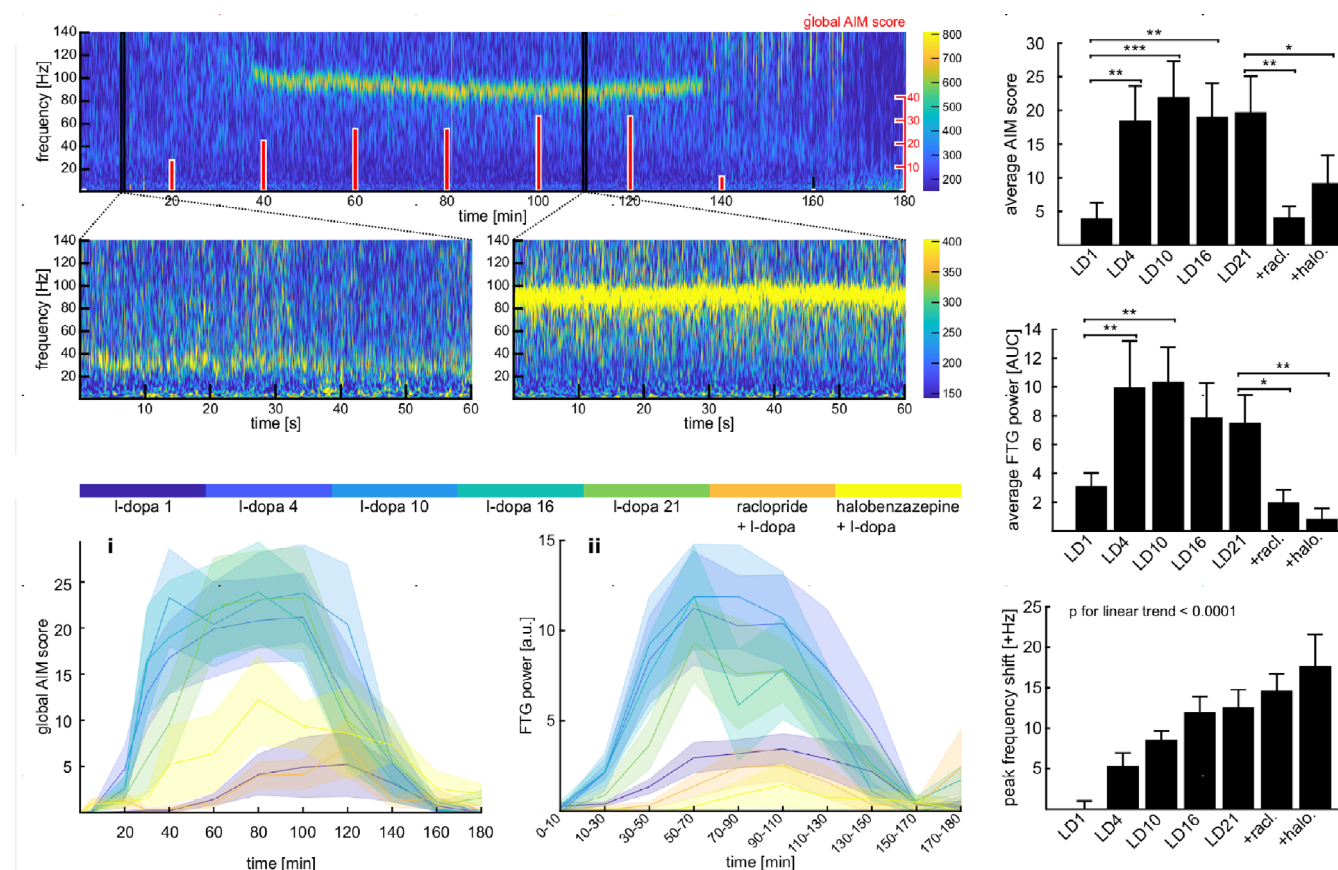 global AIM score
140
120
100
80
60
40
20
frequency [Hz]
20 40 60 80 100 120 140 160 180
time [min]
40
30
20
10
800
700
600
500
400
300
200
140
120
100
80
60
40
20
frequency [Hz]
10 20 30 40 50 60
time [s]
140
120
100
80
60
40
20
10 20 30 40 50 60
time [s]
400
350
300
250
200
150
l-dopa 1 l-dopa 4 l-dopa 10 l-dopa 16 l-dopa 21 raclopride halobenzazepine
+ l-dopa + l-dopa
i
25
20
15
10
5
global AIM score
20 40 60 80 100 120 140 160 180
time [min]
ii
15
10
5
FTG power [a.u.]
0-10 10-30 30-50 50-70 70-90 90-110 110-130 130-150 150-170 170-180
time [min]
30
25
20
15
10
5
average AIM score
** *** ** ** *
LD1 LD4 LD10 LD16 LD21 +racl. +halo.
14
12
10
8
6
4
2
average FTG power [AUC]
** ** * **
LD1 LD4 LD10 LD16 LD21 +racl. +halo.
25
20
15
10
5
peak frequency shift [+Hz]
p for linear trend < 0.0001
LD1 LD4 LD10 LD16 LD21 +racl. +halo.